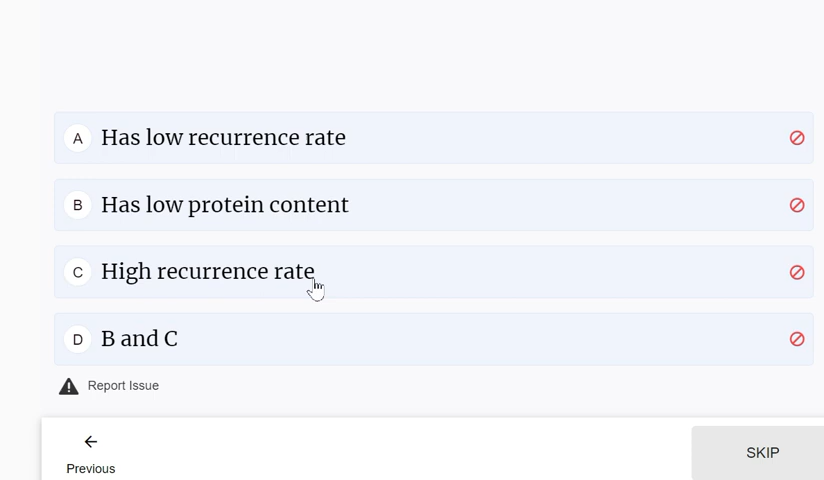 A Has low recurrence rate
B Has low protein content
C High recurrence rate
D B and C
Report Issue
Previous
SKIP